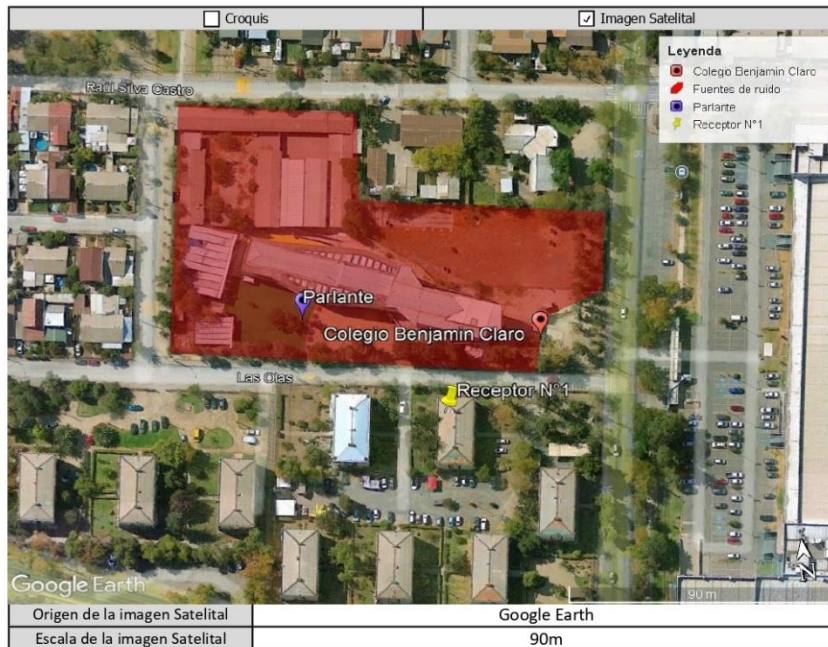 Croquis
✓ Imagen Satelital
Leyenda
Colegio Benjamin Claro
Fuentes de ruido
Parlante
Receptor N°1
Raúl Silva Castro
Parlante
Colegio Benjamin Claro
Las Olas
Receptor N°1
N
Google Earth
90 m
Origen de la imagen Satelital
Google Earth
Escala de la imagen Satelital
90m